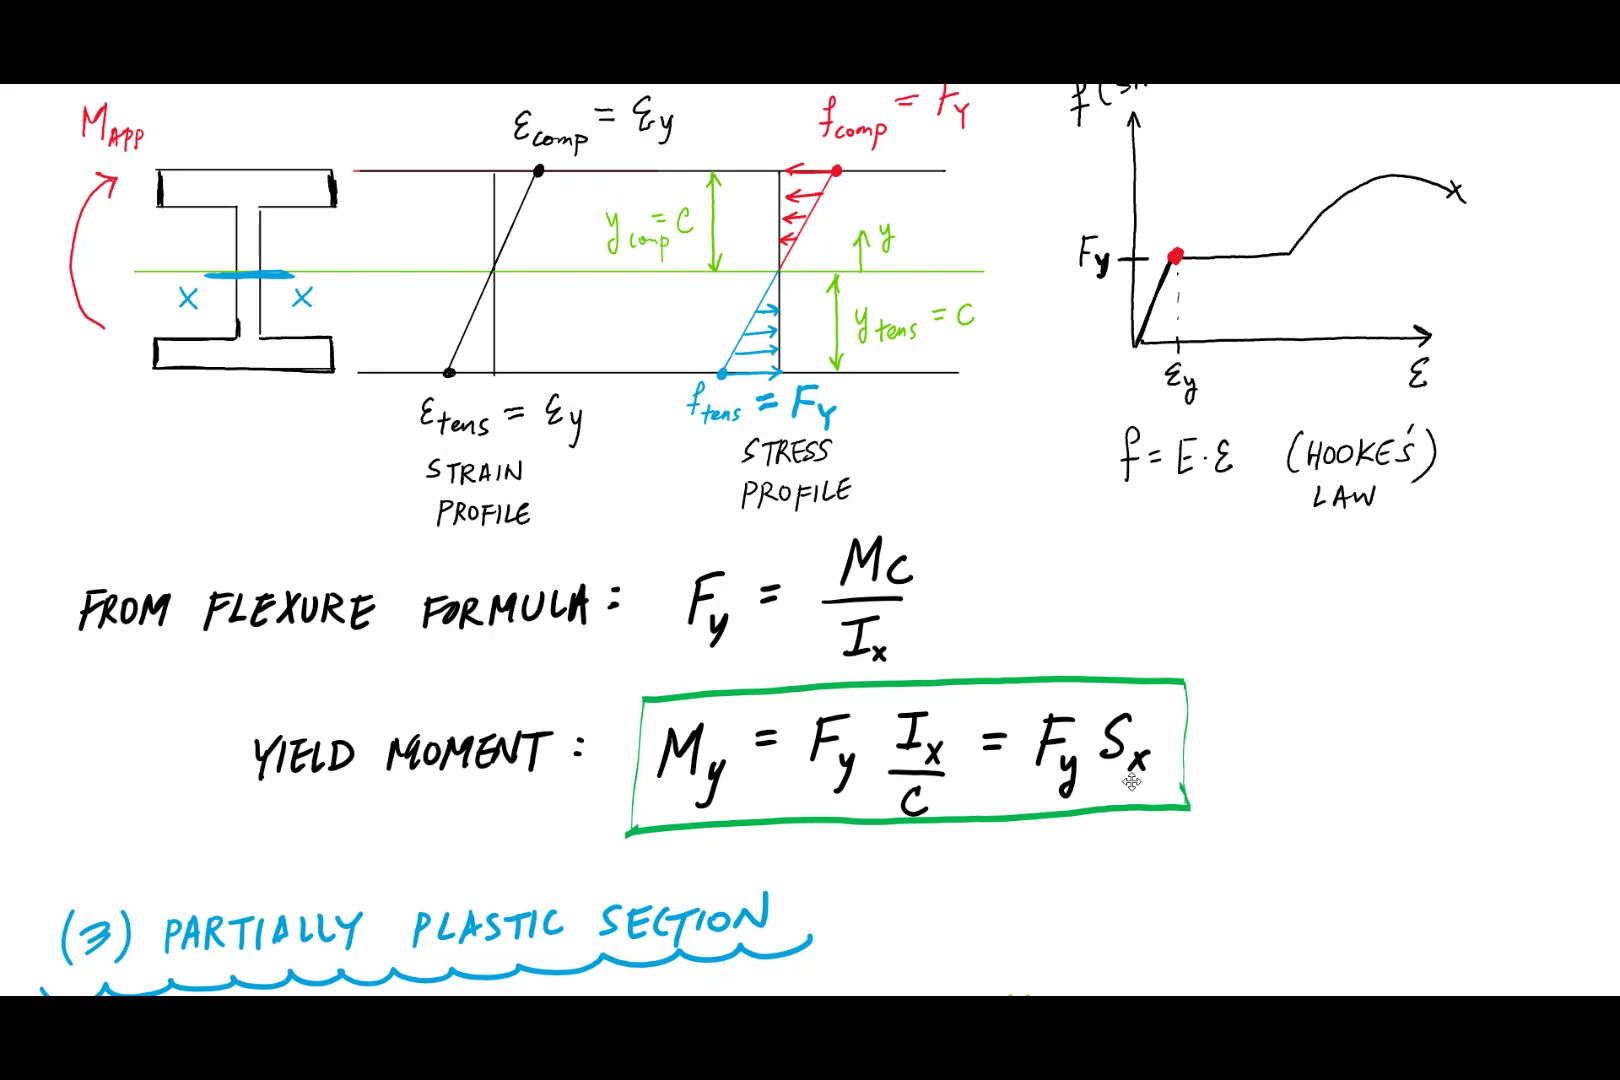 M_APP
ε_comp = ε_y
f_comp = F_Y
y_comp = C
y
x x
y_tens = C
ε_tens = ε_y
f_tens = F_Y
STRAIN
PROFILE
STRESS
PROFILE
F_y
ε_y
ε
f = E · ε (HOOKE'S)
LAW
FROM FLEXURE FORMULA: F_y = MC / I_x
YIELD MOMENT: M_y = F_y I_x / C = F_y S_x
(3) PARTIALLY PLASTIC SECTION